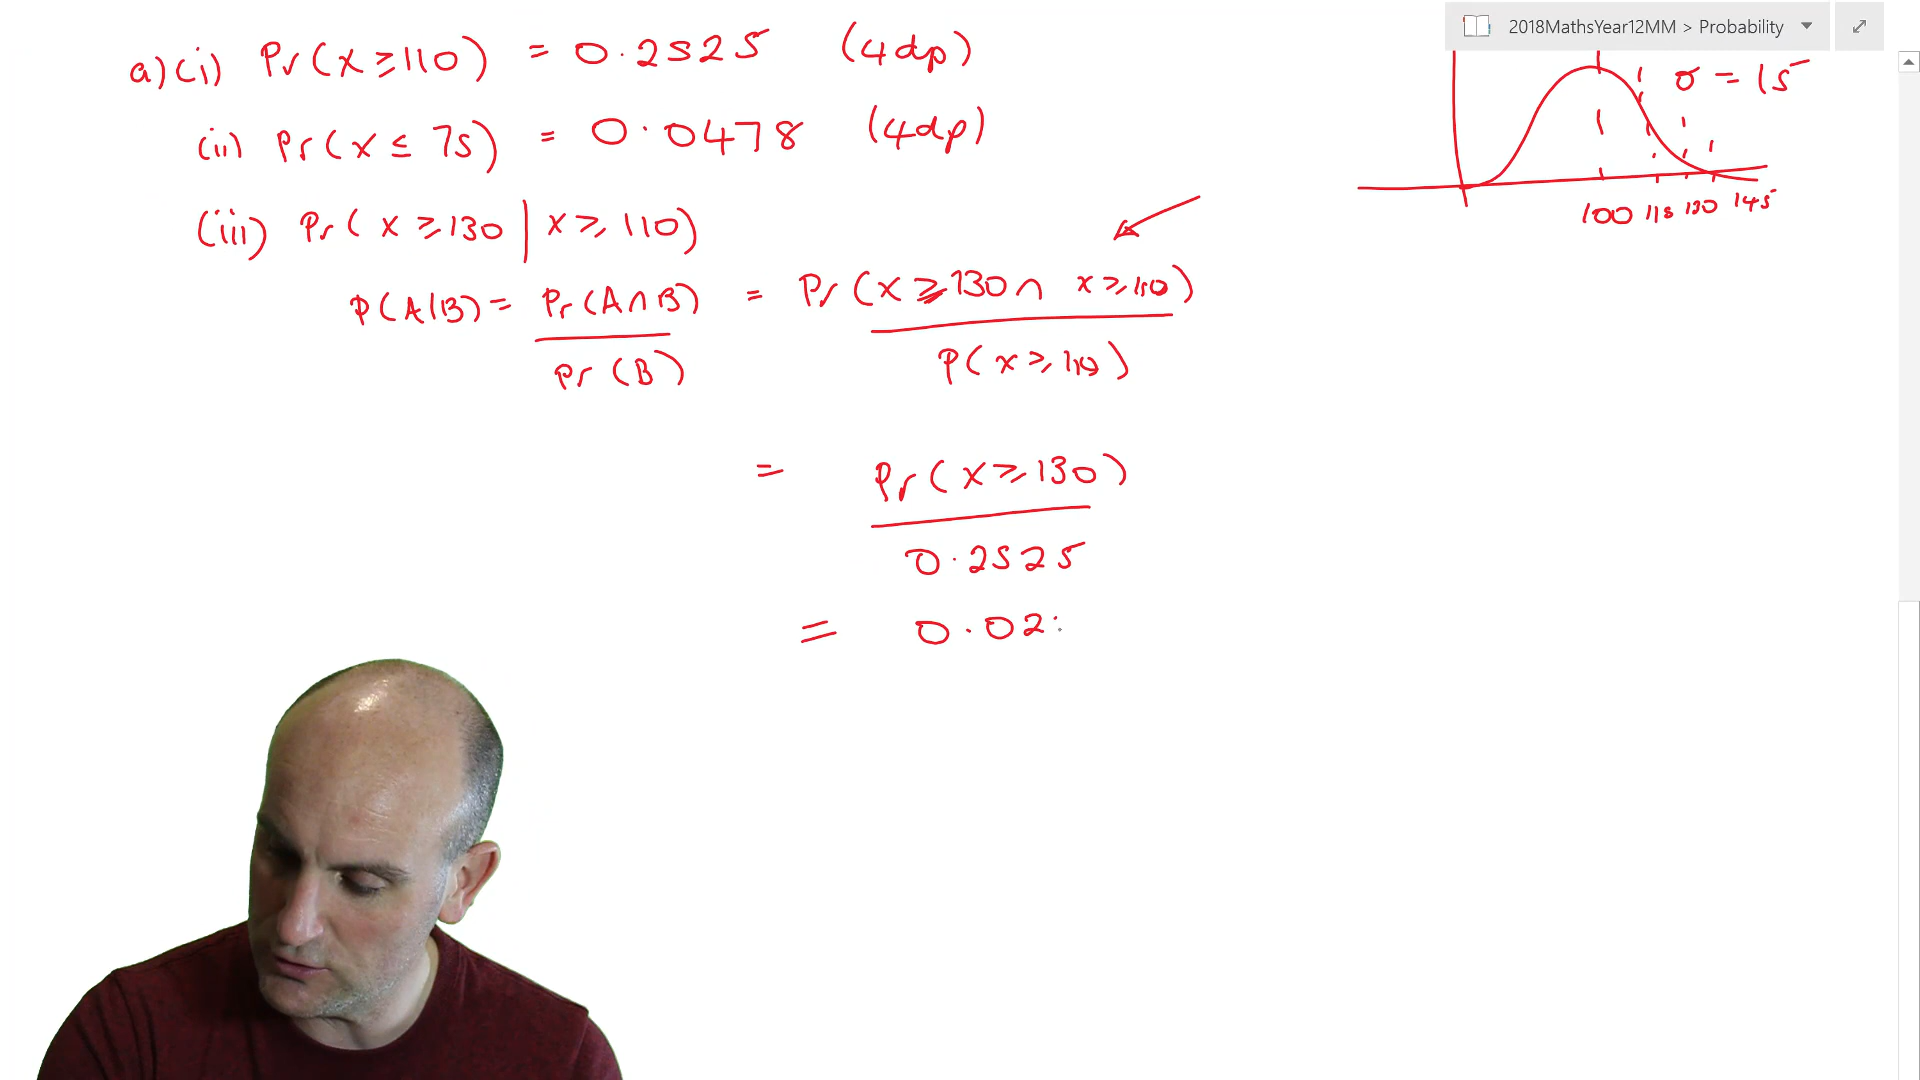 2018MathsYear12MM > Probability
a)(i) Pr(x ≥ 110) = 0.2525 (4dp)
(ii) Pr(x ≤ 75) = 0.0478 (4dp)
(iii) Pr(x ≥ 130 | x ≥ 110)
P(A|B) = Pr(A∩B) / Pr(B) = Pr(x ≥ 130 ∩ x ≥ 110) / P(x ≥ 110)
= Pr(x ≥ 130) / 0.2525
= 0.02
σ = 15
100 115 130 145